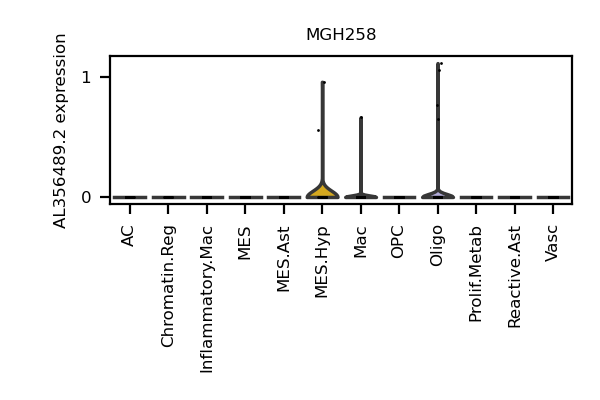 MGH258
AL356489.2 expression
1
0
AC
Chromatin.Reg
Inflammatory.Mac
MES
MES.Ast
MES.Hyp
Mac
OPC
Oligo
Prolif.Metab
Reactive.Ast
Vasc